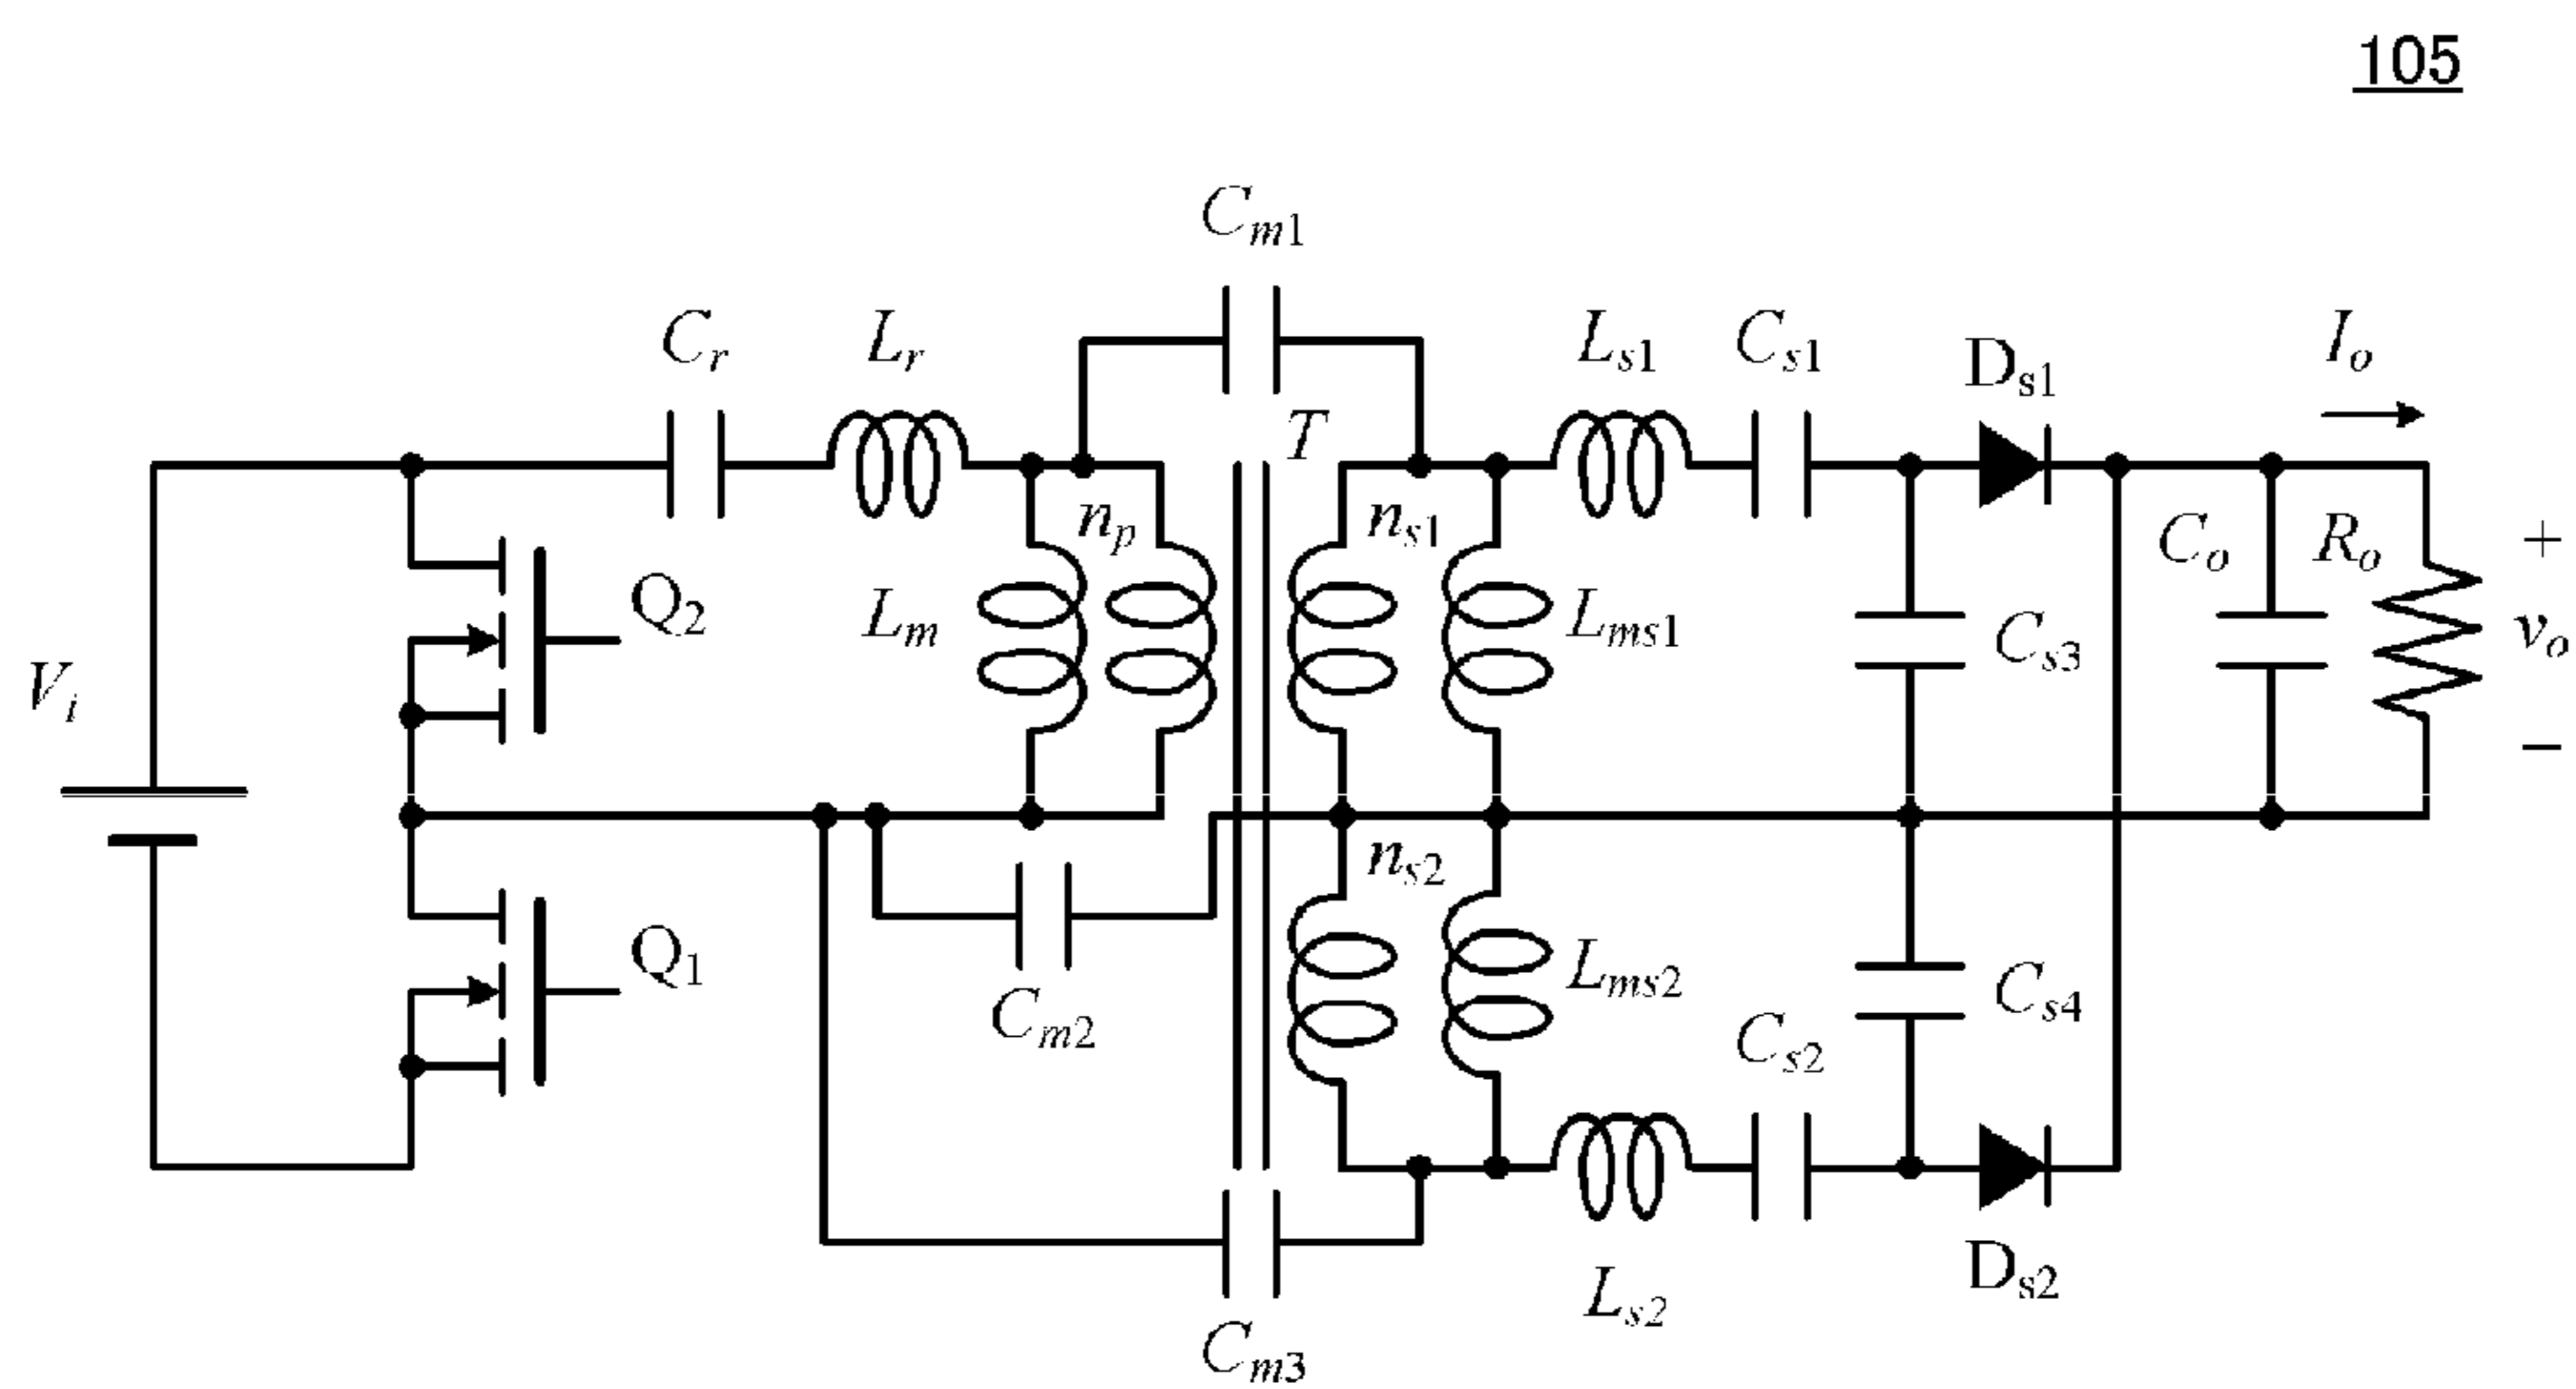 105
Cm1
Cr
Lr
T
Ls1
Cs1
Ds1
Io
np
ns1
Q2
Lm
Lms1
Cs3
Co
Ro
+
vo
−
Vi
ns2
Q1
Cm2
Lms2
Cs4
Cs2
Ls2
Ds2
Cm3